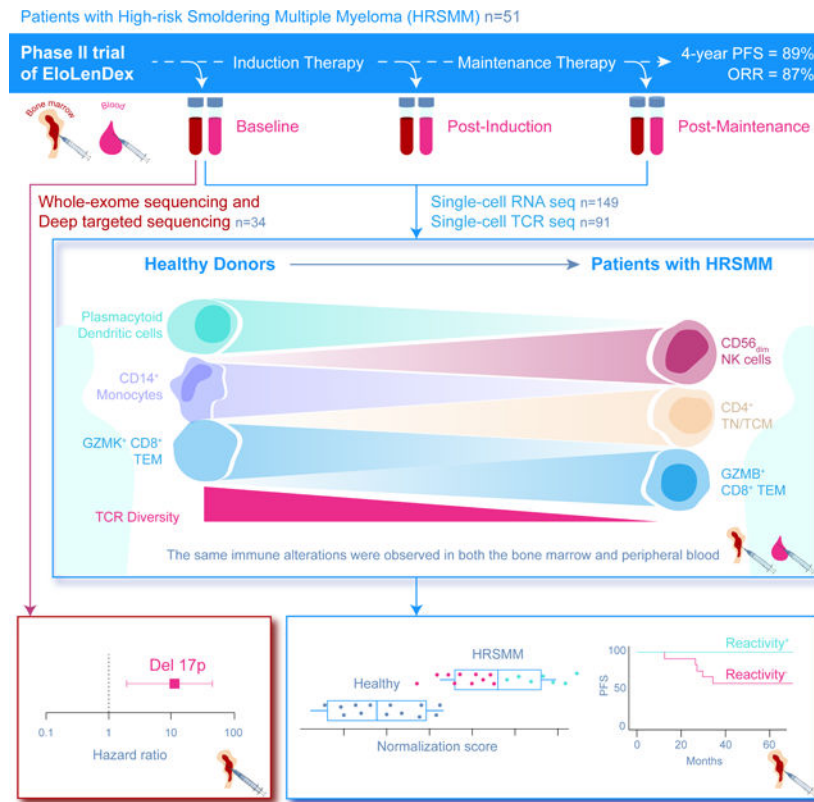 Patients with High-risk Smoldering Multiple Myeloma (HRSMM) n=51
Phase II trial
of EloLenDex
Induction Therapy
Maintenance Therapy
4-year PFS = 89%
ORR = 87%
Bone marrow
Blood
Baseline
Post-Induction
Post-Maintenance
Whole-exome sequencing and
Deep targeted sequencing n=34
Single-cell RNA seq n=149
Single-cell TCR seq n=91
Healthy Donors
Patients with HRSMM
Plasmacytoid
Dendritic cells
CD56dim
NK cells
CD14+
Monocytes
CD4+
TN/TCM
GZMK+ CD8+
TEM
GZMB+
CD8+ TEM
TCR Diversity
The same immune alterations were observed in both the bone marrow and peripheral blood
Del 17p
0.1 1 10 100
Hazard ratio
HRSMM
Healthy
Normalization score
Reactivity+
Reactivity-
100
50
0
PFS
0 20 40 60
Months